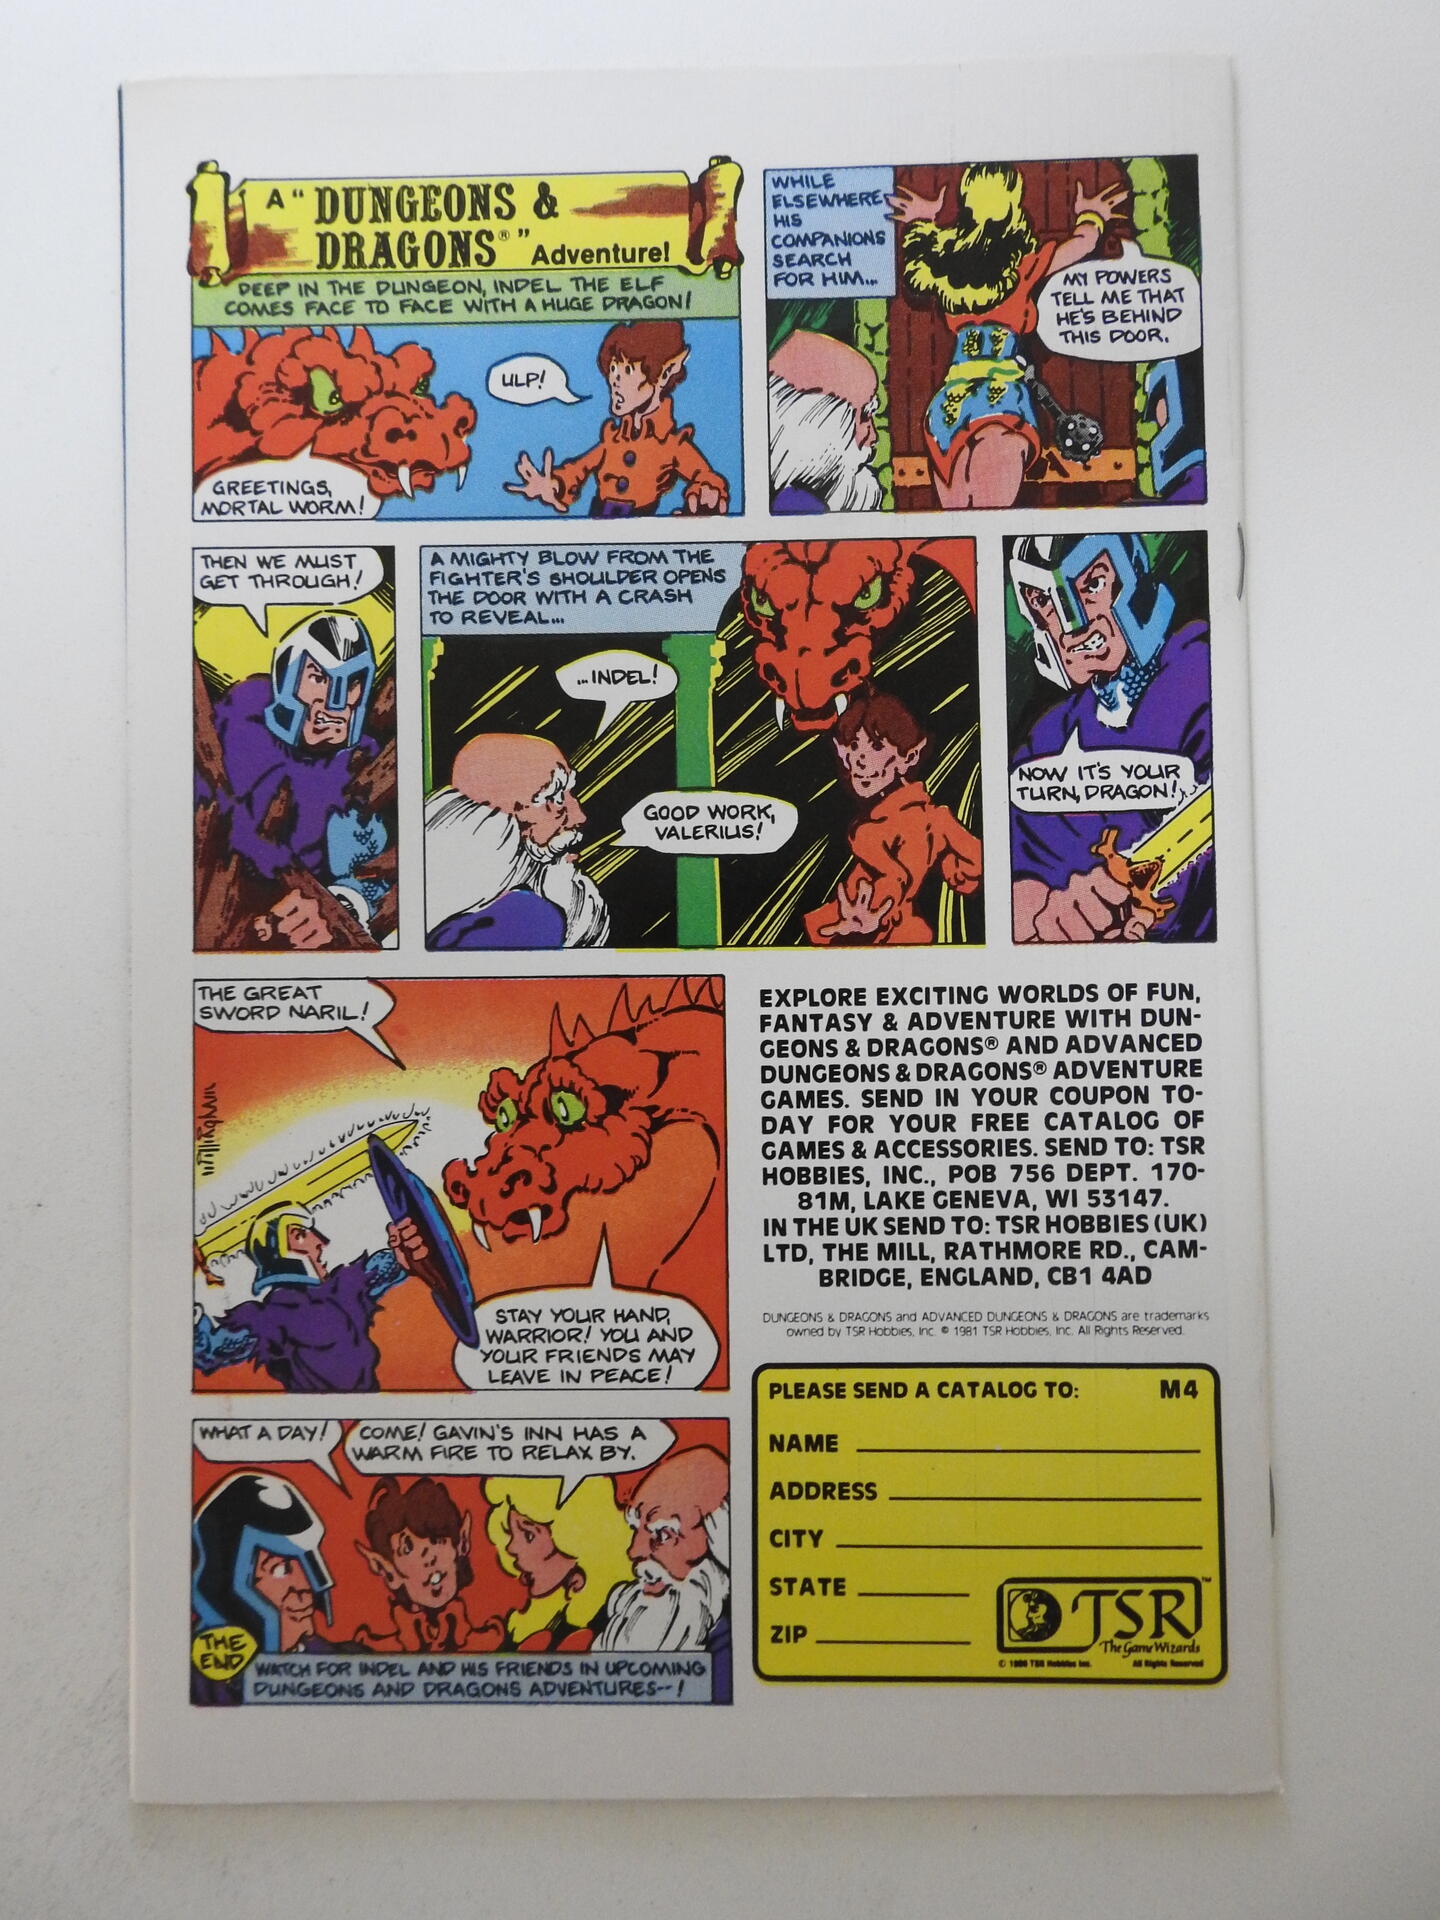 A "DUNGEONS &
DRAGONS®" Adventure!
DEEP IN THE DUNGEON, INDEL THE ELF
COMES FACE TO FACE WITH A HUGE DRAGON!
ULP!
GREETINGS,
MORTAL WORM!
WHILE
ELSEWHERE
HIS
COMPANIONS
SEARCH
FOR HIM...
MY POWERS
TELL ME THAT
HE'S BEHIND
THIS DOOR.
THEN WE MUST
GET THROUGH!
A MIGHTY BLOW FROM THE
FIGHTER'S SHOULDER OPENS
THE DOOR WITH A CRASH
TO REVEAL...
...INDEL!
GOOD WORK,
VALERIUS!
NOW IT'S YOUR
TURN, DRAGON!
THE GREAT
SWORD NARIL!
STAY YOUR HAND,
WARRIOR! YOU AND
YOUR FRIENDS MAY
LEAVE IN PEACE!
WHAT A DAY!
COME! GAVIN'S INN HAS A
WARM FIRE TO RELAX BY.
THE
END
WATCH FOR INDEL AND HIS FRIENDS IN UPCOMING
DUNGEONS AND DRAGONS ADVENTURES--!
EXPLORE EXCITING WORLDS OF FUN,
FANTASY & ADVENTURE WITH DUN-
GEONS & DRAGONS® AND ADVANCED
DUNGEONS & DRAGONS® ADVENTURE
GAMES. SEND IN YOUR COUPON TO-
DAY FOR YOUR FREE CATALOG OF
GAMES & ACCESSORIES. SEND TO: TSR
HOBBIES, INC., POB 756 DEPT. 170-
81M, LAKE GENEVA, WI 53147.
IN THE UK SEND TO: TSR HOBBIES (UK)
LTD, THE MILL, RATHMORE RD., CAM-
BRIDGE, ENGLAND, CB1 4AD
DUNGEONS & DRAGONS and ADVANCED DUNGEONS & DRAGONS are trademarks
owned by TSR Hobbies, Inc. © 1981 TSR Hobbies, Inc. All Rights Reserved.
PLEASE SEND A CATALOG TO: M4
NAME
ADDRESS
CITY
STATE
ZIP
TSR™
The Game Wizards
© 1980 TSR Hobbies Inc. All Rights Reserved